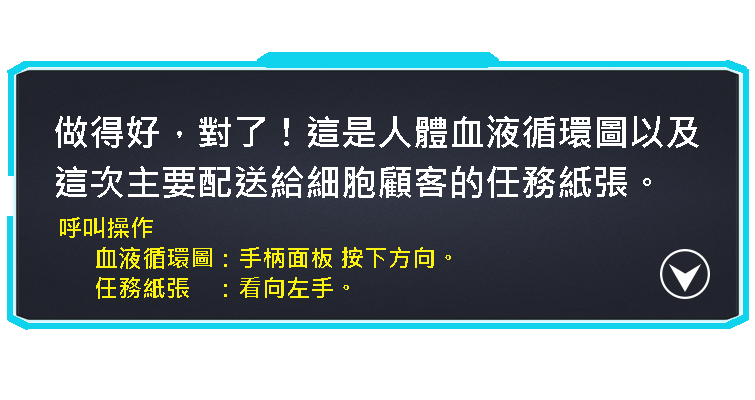 做得好，對了！這是人體血液循環圖以及
這次主要配送給細胞顧客的任務紙張。
呼叫操作
血液循環圖：手柄面板 按下方向。
任務紙張　：看向左手。